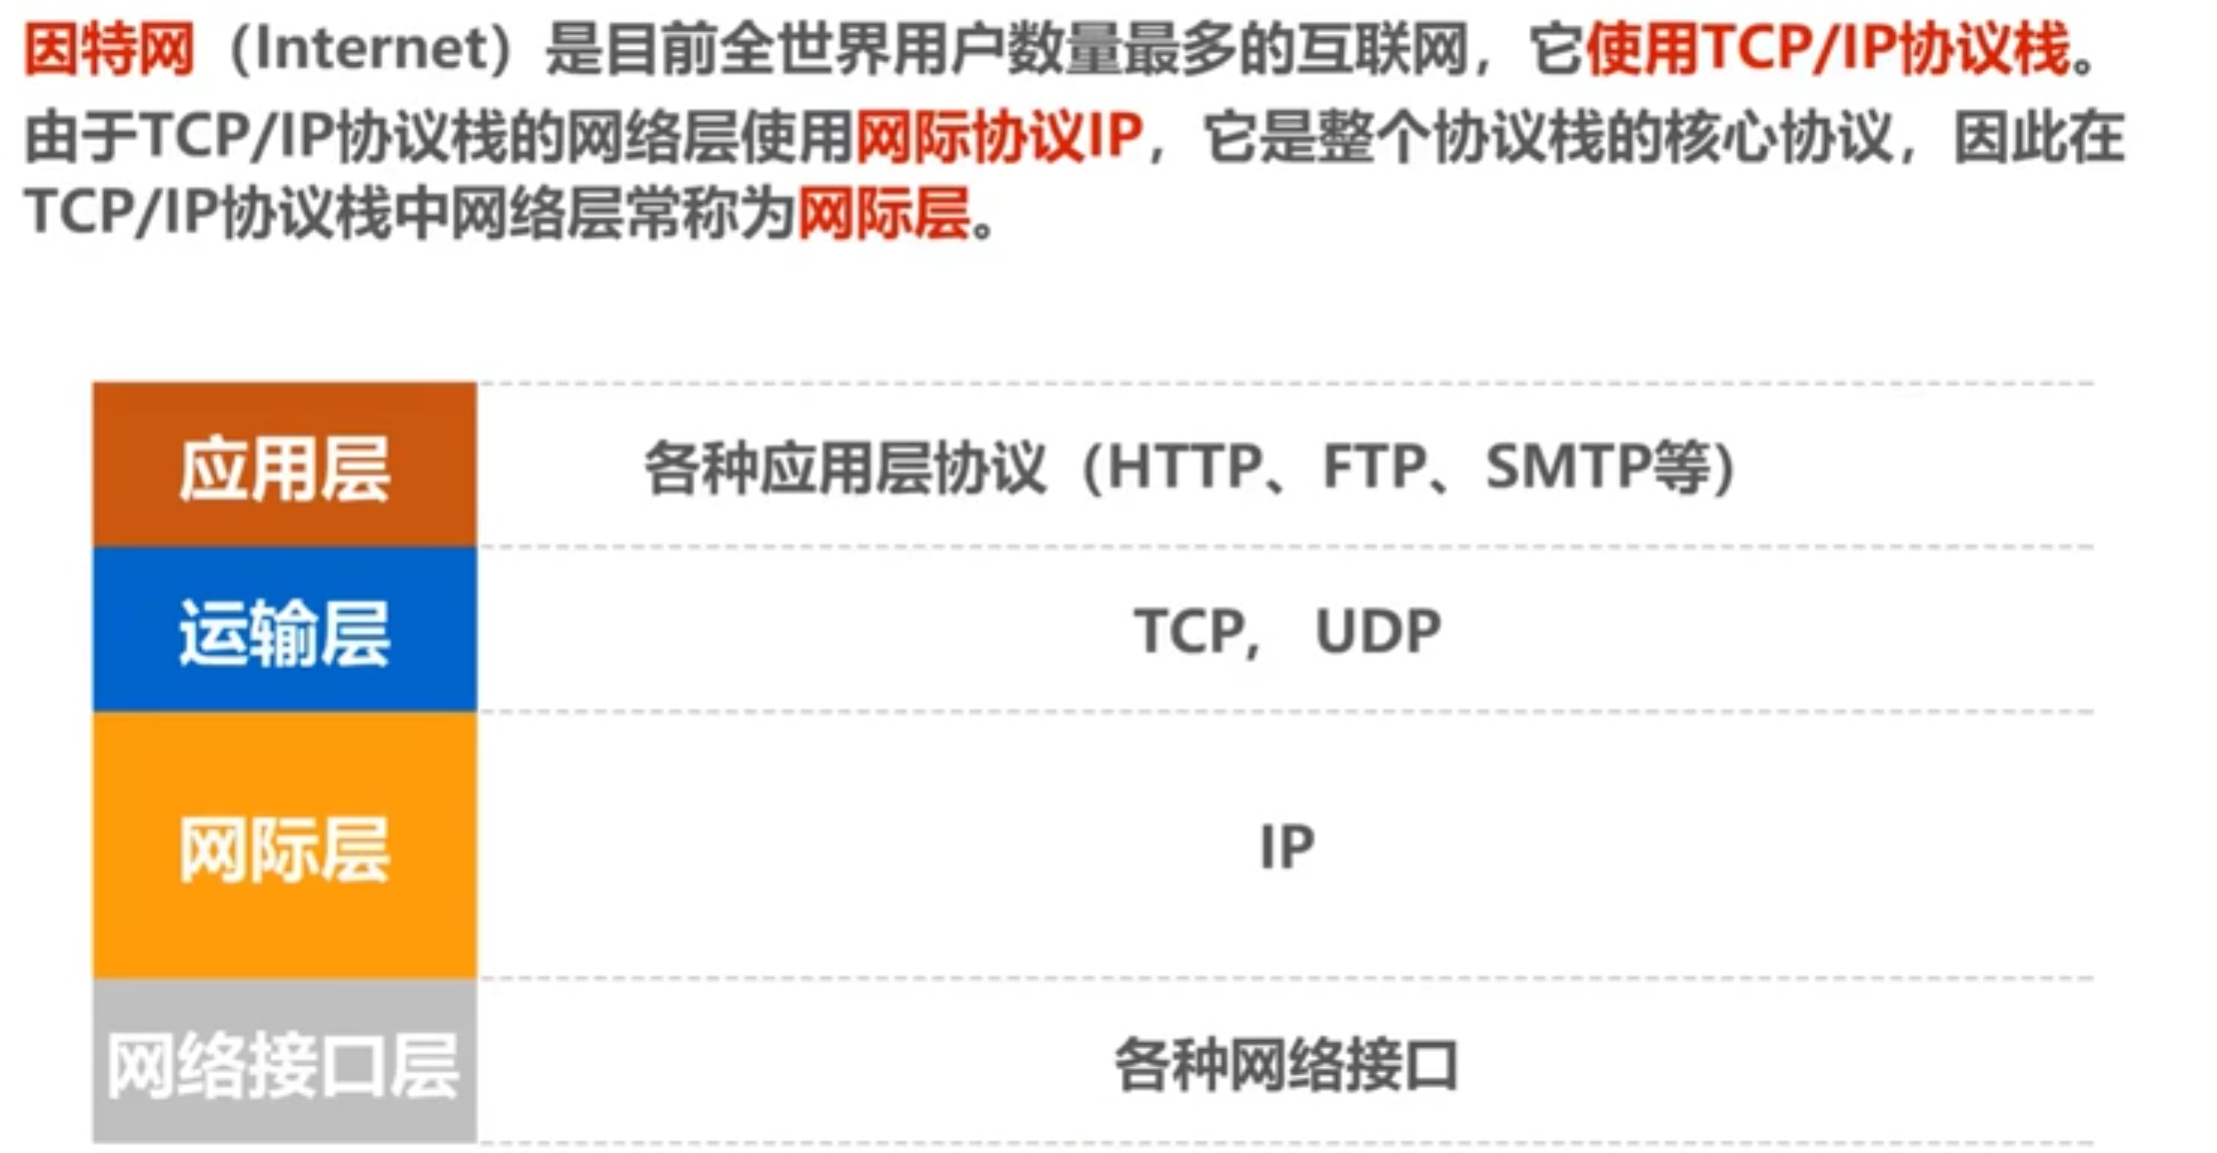 因特网（Internet）是目前全世界用户数量最多的互联网，它使用TCP/IP协议栈。
由于TCP/IP协议栈的网络层使用网际协议IP，它是整个协议栈的核心协议，因此在
TCP/IP协议栈中网络层常称为网际层。
应用层 各种应用层协议（HTTP、FTP、SMTP等）
运输层 TCP， UDP
网际层 IP
网络接口层 各种网络接口